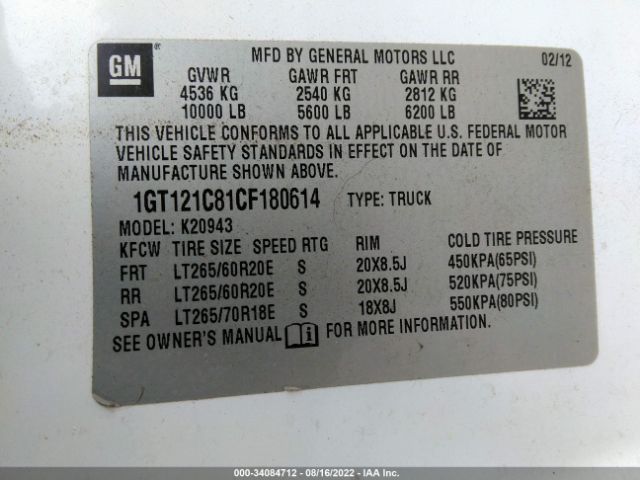 GM ®
MFD BY GENERAL MOTORS LLC 02/12
GVWR GAWR FRT GAWR RR
4536 KG 2540 KG 2812 KG
10000 LB 5600 LB 6200 LB
THIS VEHICLE CONFORMS TO ALL APPLICABLE U.S. FEDERAL MOTOR
VEHICLE SAFETY STANDARDS IN EFFECT ON THE DATE OF
MANUFACTURE SHOWN ABOVE.
1GT121C81CF180614 TYPE: TRUCK
MODEL: K20943
KFCW TIRE SIZE SPEED RTG RIM COLD TIRE PRESSURE
FRT LT265/60R20E S 20X8.5J 450KPA(65PSI)
RR LT265/60R20E S 20X8.5J 520KPA(75PSI)
SPA LT265/70R18E S 18X8J 550KPA(80PSI)
SEE OWNER'S MANUAL i FOR MORE INFORMATION.
000-34084712 - 08/16/2022 - IAA Inc.